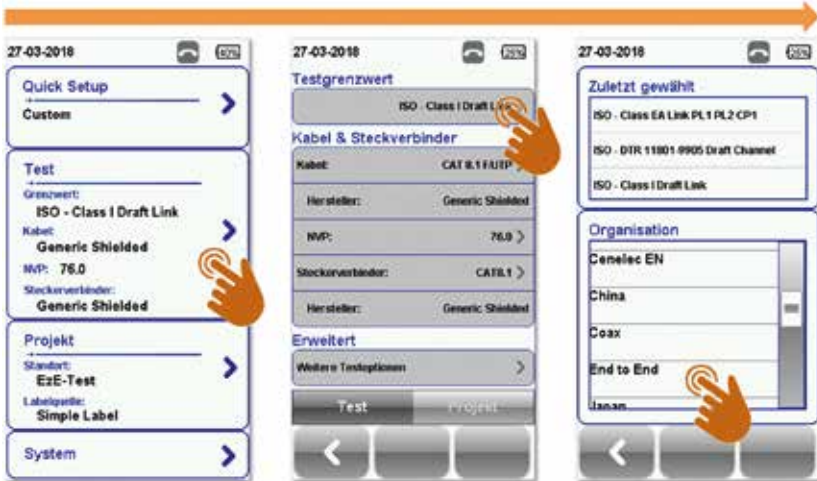 27-03-2018
Quick Setup
Custom
Test
Grenzwert:
ISO - Class I Draft Link
Kabel:
Generic Shielded
NVP: 76.0
Steckerverbinder:
Generic Shielded
Projekt
Standort:
EzE-Test
Labelquelle:
Simple Label
System
27-03-2018
Testgrenzwert
ISO - Class I Draft Link
Kabel & Steckverbinder
Kabel: CAT 8.1 F/UTP
Hersteller: Generic Shielded
NVP: 76.0
Steckerverbinder: CAT8.1
Hersteller: Generic Shielded
Erweitert
Weitere Testoptionen
Test Projekt
27-03-2018
Zuletzt gewählt
ISO - Class EA Link PL1 PL2 CP1
ISO - DTR 11801-9905 Draft Channel
ISO - Class I Draft Link
Organisation
Cenelec EN
China
Coax
End to End
Japan